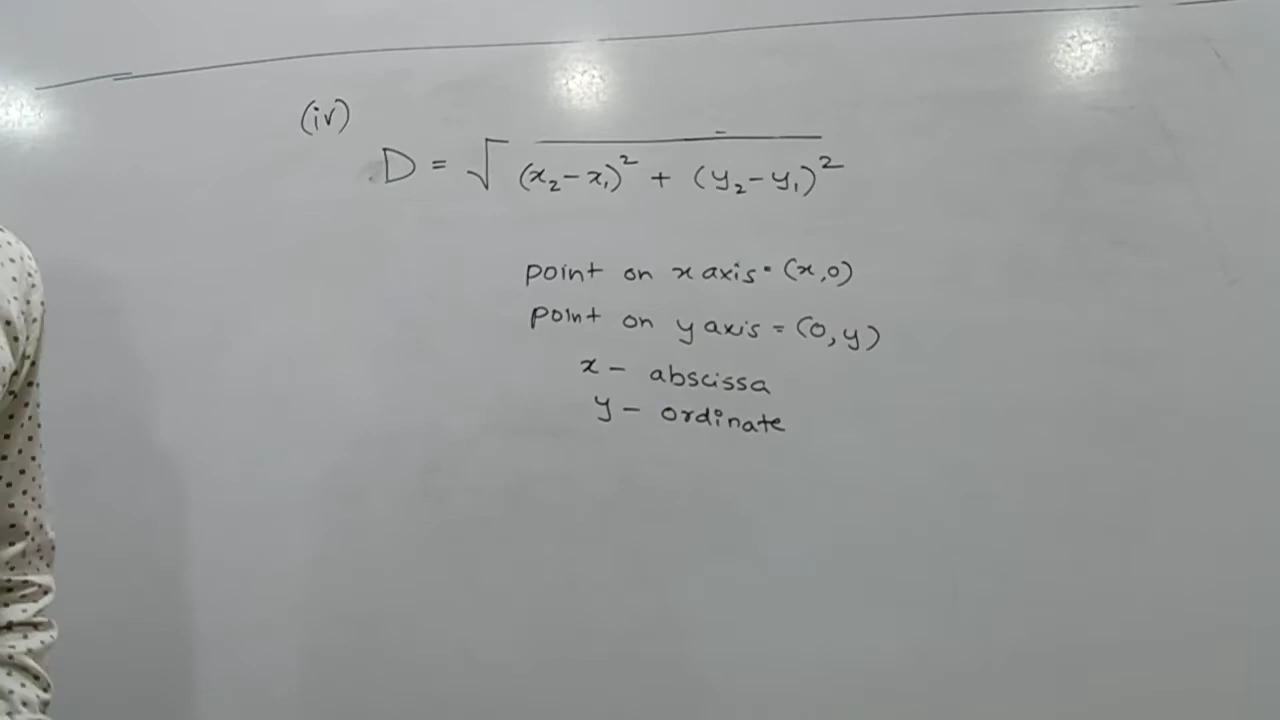 (iv)
D = √(x₂-x₁)² + (y₂-y₁)²
point on x axis = (x,0)
point on y axis = (0,y)
x - abscissa
y - ordinate